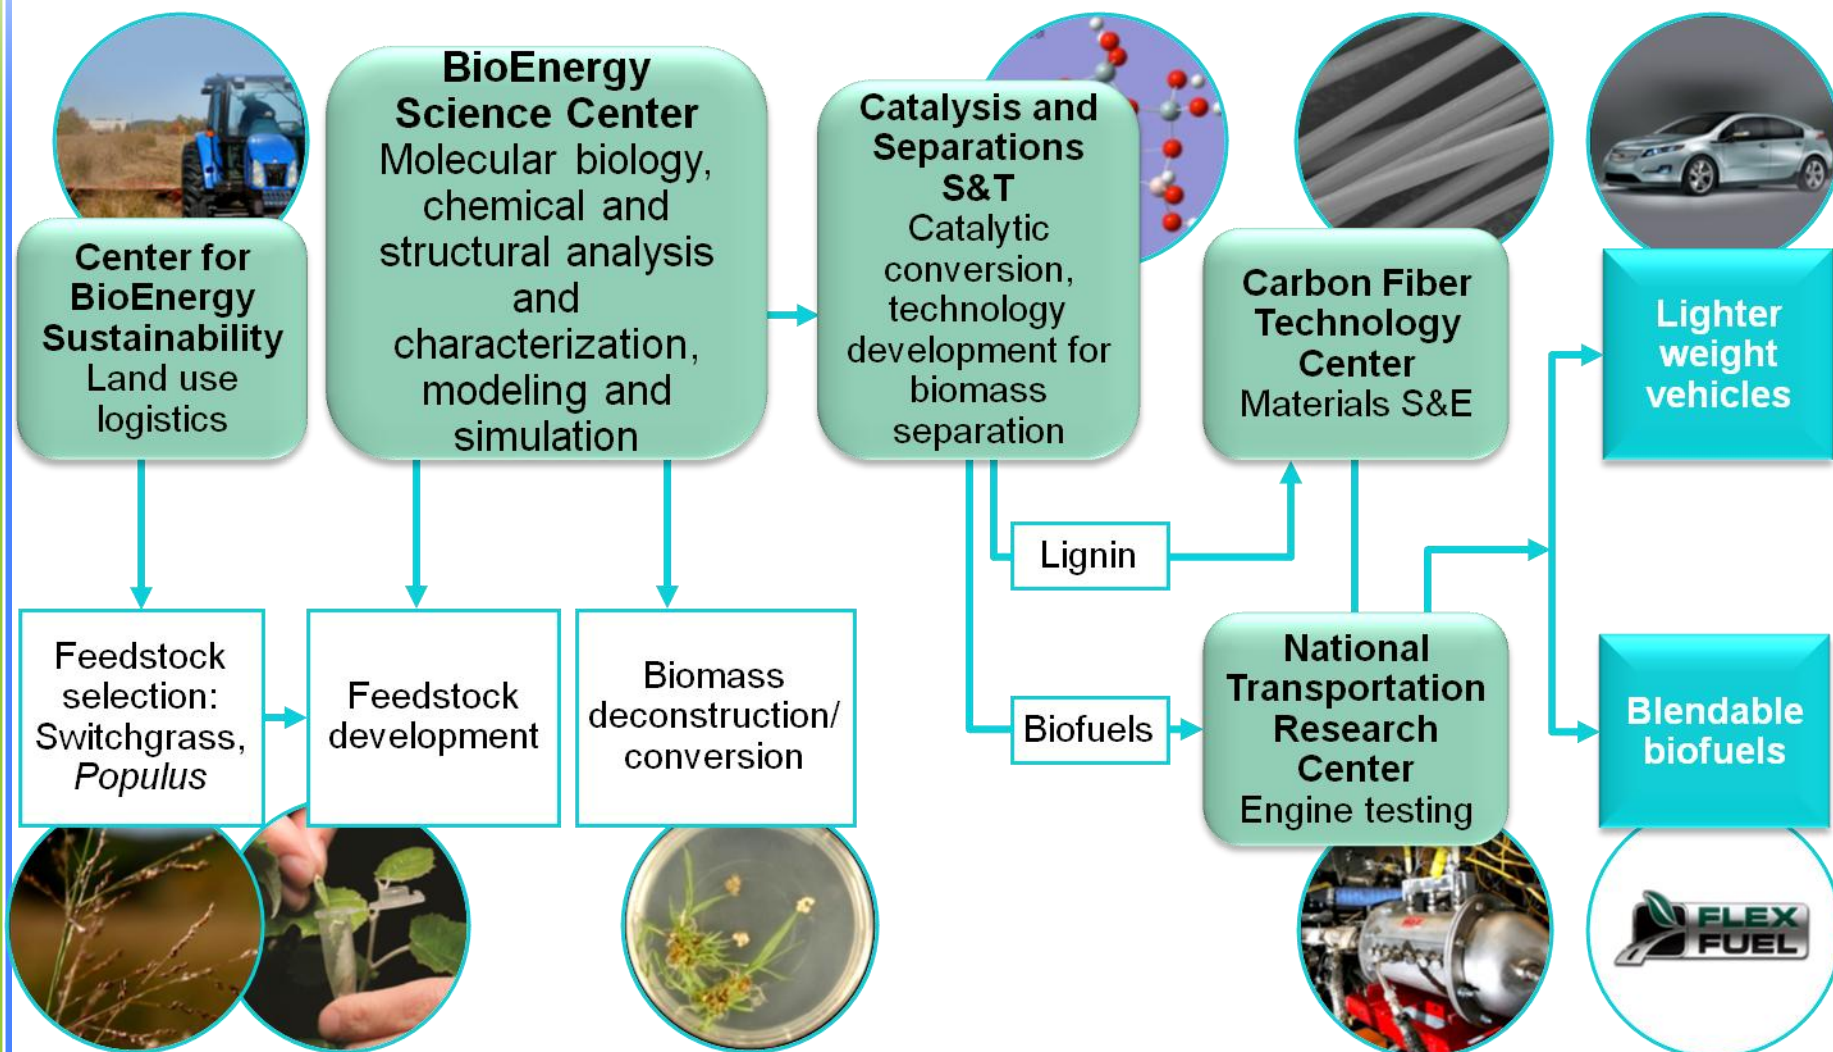 Center for
BioEnergy
Sustainability
Land use
logistics
BioEnergy
Science Center
Molecular biology,
chemical and
structural analysis
and
characterization,
modeling and
simulation
Catalysis and
Separations
S&T
Catalytic
conversion,
technology
development for
biomass
separation
Carbon Fiber
Technology
Center
Materials S&E
Lighter
weight
vehicles
Lignin
Feedstock
selection:
Switchgrass,
Populus
Feedstock
development
Biomass
deconstruction/
conversion
Biofuels
National
Transportation
Research
Center
Engine testing
Blendable
biofuels
FLEX
FUEL